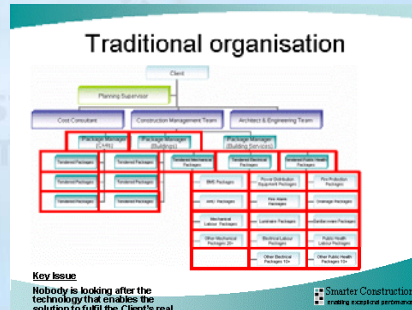 Traditional organisation
Client
Planning Supervisor
Cost Consultant
Construction Management Team
Architect & Engineering Team
Package Manager
Package Manager
(Buildings)
Package Manager
(Building Services)
Tendered Packages
Tendered Packages
Tendered Mechanical
Packages
Tendered Electrical
Packages
Tendered Public Health
Packages
Tendered Packages
Tendered Packages
BMS Packages
Power Distribution
Equipment Packages
Fire Protection
Packages
Tendered Packages
Tendered Packages
Packages
Fire Alarm
Packages
Drainage Packages
Mechanical
Labour Packages
Luminaire Packages
Sanitaryware Packages
Other Mechanical
Packages 20+
Electrical Labour
Packages
Public Health
Labour Packages
Other Electrical
Packages 10+
Other Public Health
Packages 10+
Key Issue
Nobody is looking after the
technology that enables the
solution to fulfil the Client's real
Smarter Construction
enabling exceptional performance